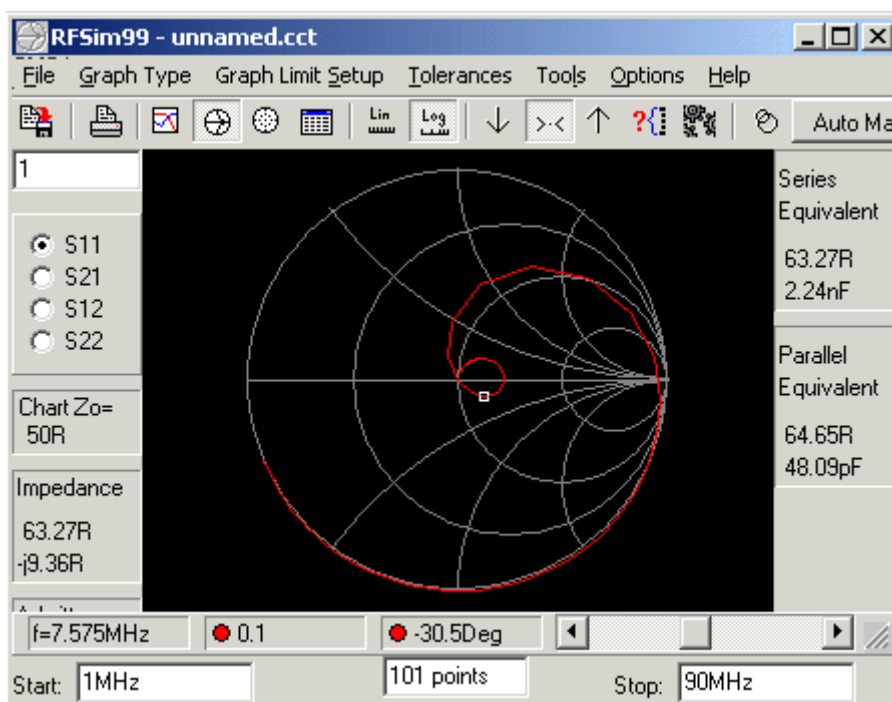 RFSim99 - unnamed.cct
File Graph Type Graph Limit Setup Tolerances Tools Options Help
Lin Log ?{ Auto Ma
1
S11
S21
S12
S22
Chart Zo=
50R
Impedance
63.27R
-j9.36R
Series
Equivalent
63.27R
2.24nF
Parallel
Equivalent
64.65R
48.09pF
f=7.575MHz 0.1 -30.5Deg
Start: 1MHz 101 points Stop: 90MHz